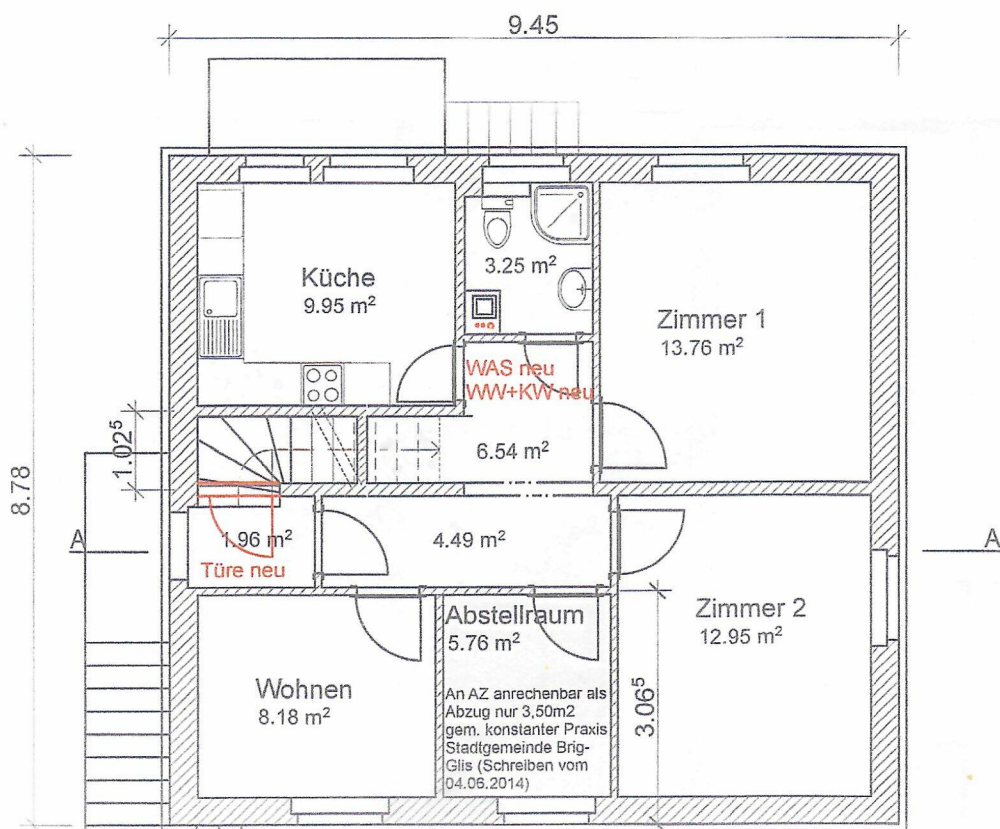 9.45
Küche
9.95 m²
3.25 m²
Zimmer 1
13.76 m²
WAS neu
WW+KW neu
1.02⁵
6.54 m²
8.78
1.96 m²
4.49 m²
A
A
Türe neu
Abstellraum
5.76 m²
Zimmer 2
12.95 m²
Wohnen
8.18 m²
An AZ anrechenbar als
Abzug nur 3,50m2
gem. konstanter Praxis
Stadtgemeinde Brig-
Glis (Schreiben vom
04.06.2014)
3.06⁵